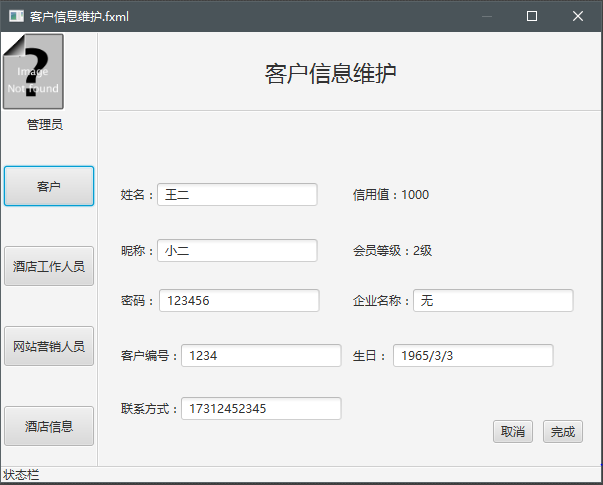 客户信息维护.fxml
?
Image
Not found
管理员
客户
酒店工作人员
网站营销人员
酒店信息
客户信息维护
姓名：王二 信用值：1000
昵称：小二 会员等级：2级
密码：123456 企业名称：无
客户编号：1234 生日：1965/3/3
联系方式：17312452345
取消 完成
状态栏